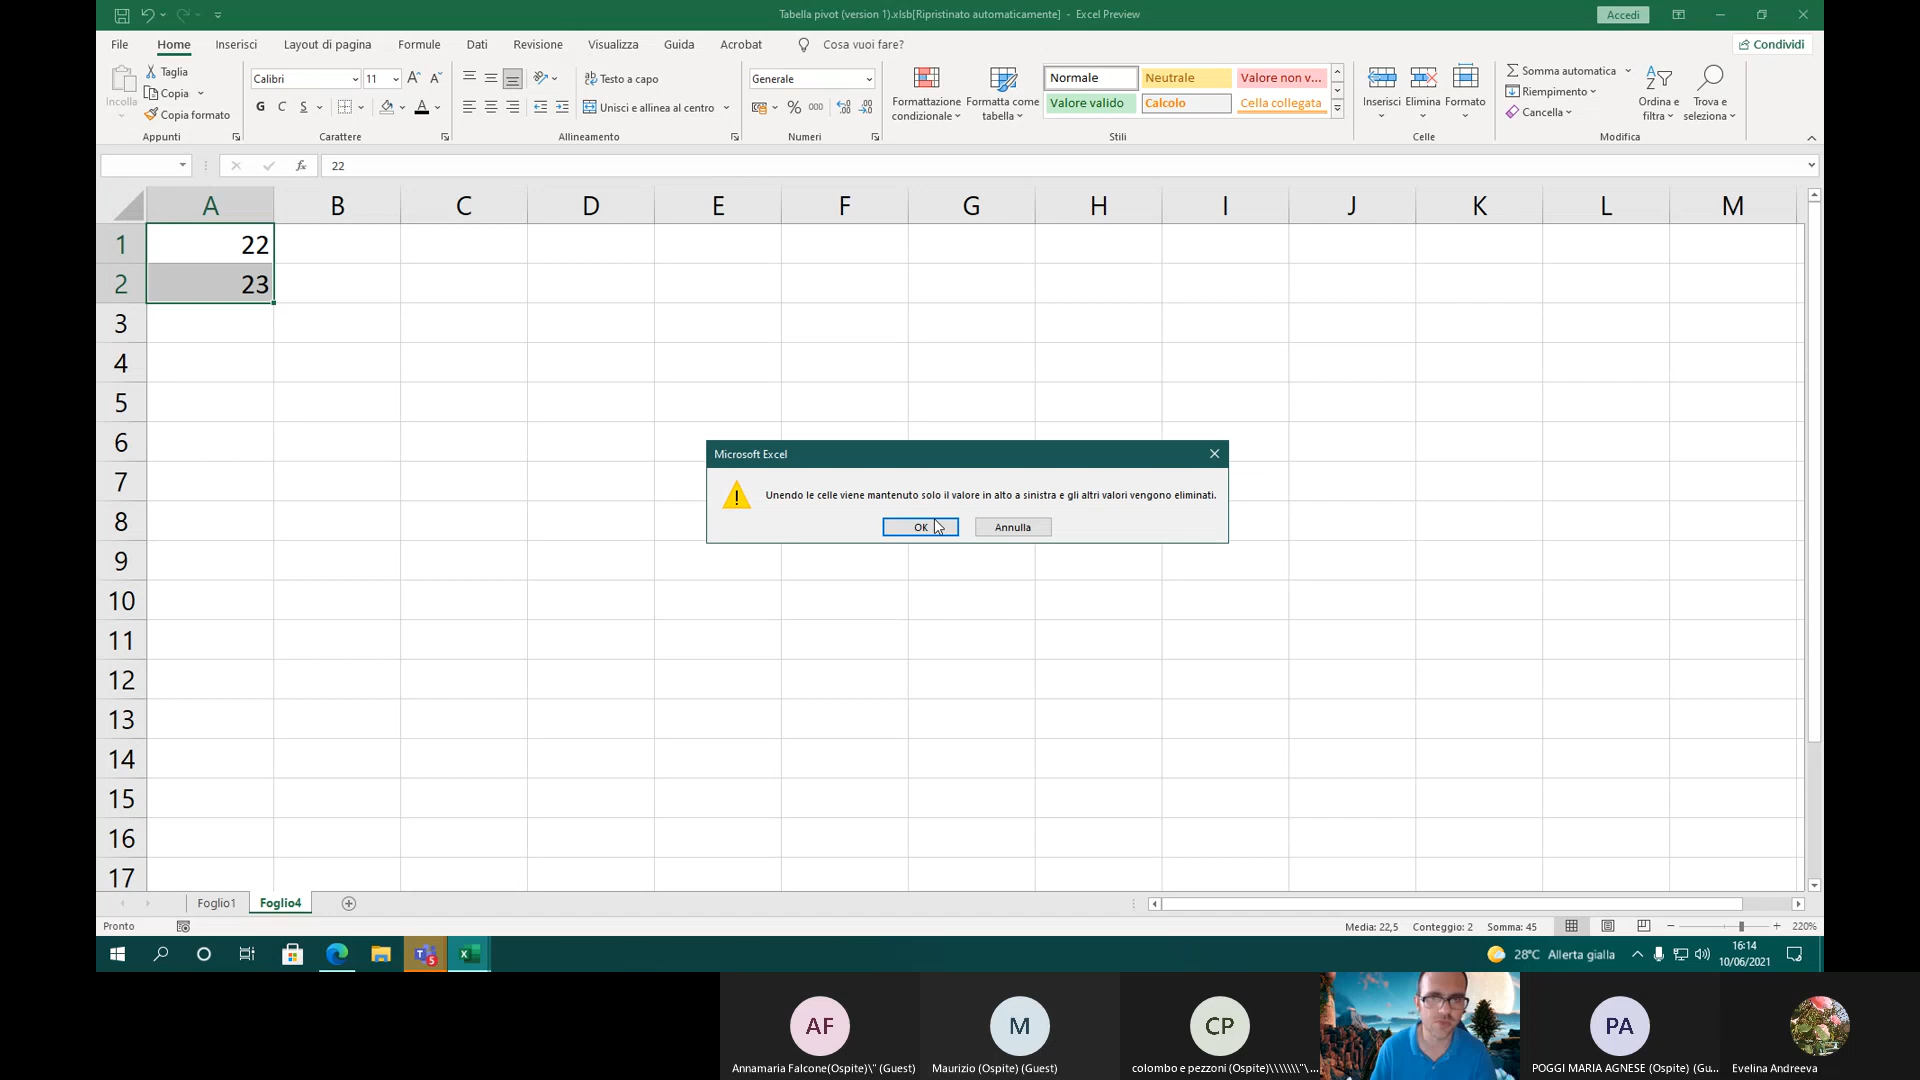 Tabella pivot (version 1).xlsb[Ripristinato automaticamente] - Excel Preview
Accedi
File Home Inserisci Layout di pagina Formule Dati Revisione Visualizza Guida Acrobat Cosa vuoi fare?
Condividi
Incolla
Taglia
Copia
Copia formato
Appunti
Calibri 11
G C S
A
Carattere
Testo a capo
Unisci e allinea al centro
Allineamento
Generale
% 000
Numeri
Formattazione condizionale
Formatta come tabella
Normale Neutrale Valore non v...
Valore valido Calcolo Cella collegata
Stili
Inserisci Elimina Formato
Celle
Somma automatica
Riempimento
Cancella
Ordina e filtra
Trova e seleziona
Modifica
fx 22
A B C D E F G H I J K L M
1 22
2 23
3
4
5
6
7
8
9
10
11
12
13
14
15
16
17
Microsoft Excel
Unendo le celle viene mantenuto solo il valore in alto a sinistra e gli altri valori vengono eliminati.
OK Annulla
Foglio1 Foglio4
Pronto
Media: 22,5 Conteggio: 2 Somma: 45
220%
28°C Allerta gialla
16:14
10/06/2021
5
AF
Annamaria Falcone(Ospite)\" (Guest)
M
Maurizio (Ospite) (Guest)
CP
colombo e pezzoni (Ospite)\\\\\\\"\...
PA
POGGI MARIA AGNESE (Ospite) (Gu...
Evelina Andreeva